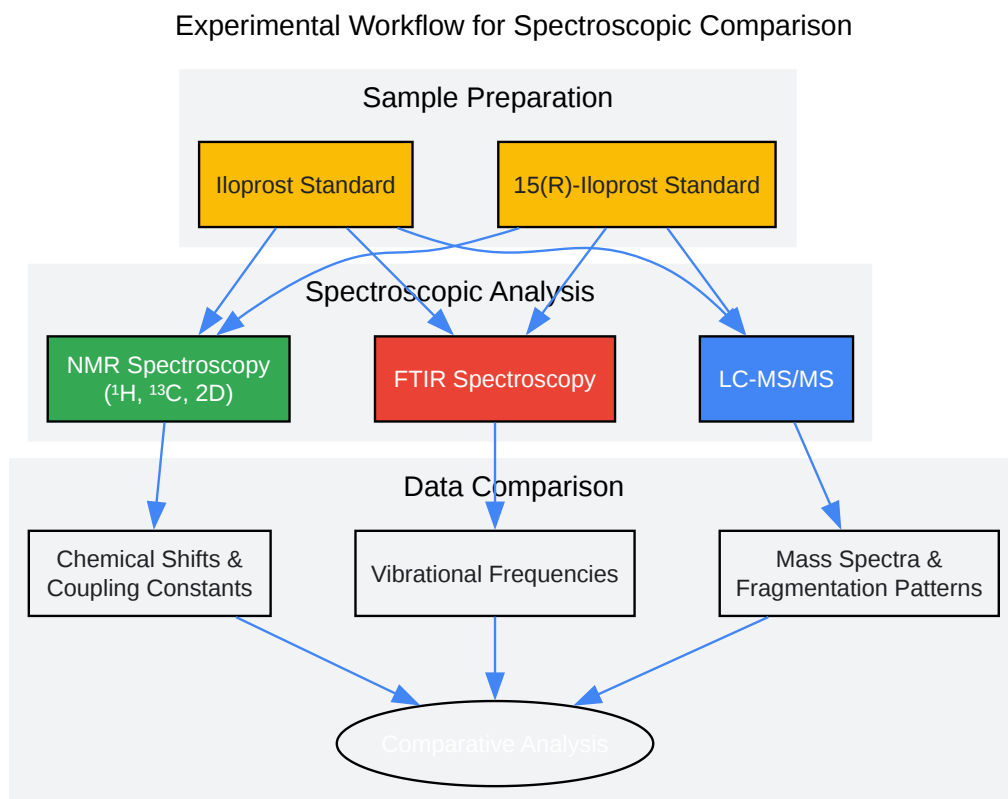 Experimental Workflow for Spectroscopic Comparison
Sample Preparation
Iloprost Standard
15(R)-Iloprost Standard
Spectroscopic Analysis
NMR Spectroscopy
(¹H, ¹³C, 2D)
FTIR Spectroscopy
LC-MS/MS
Data Comparison
Chemical Shifts &
Coupling Constants
Vibrational Frequencies
Mass Spectra &
Fragmentation Patterns
Comparative Analysis